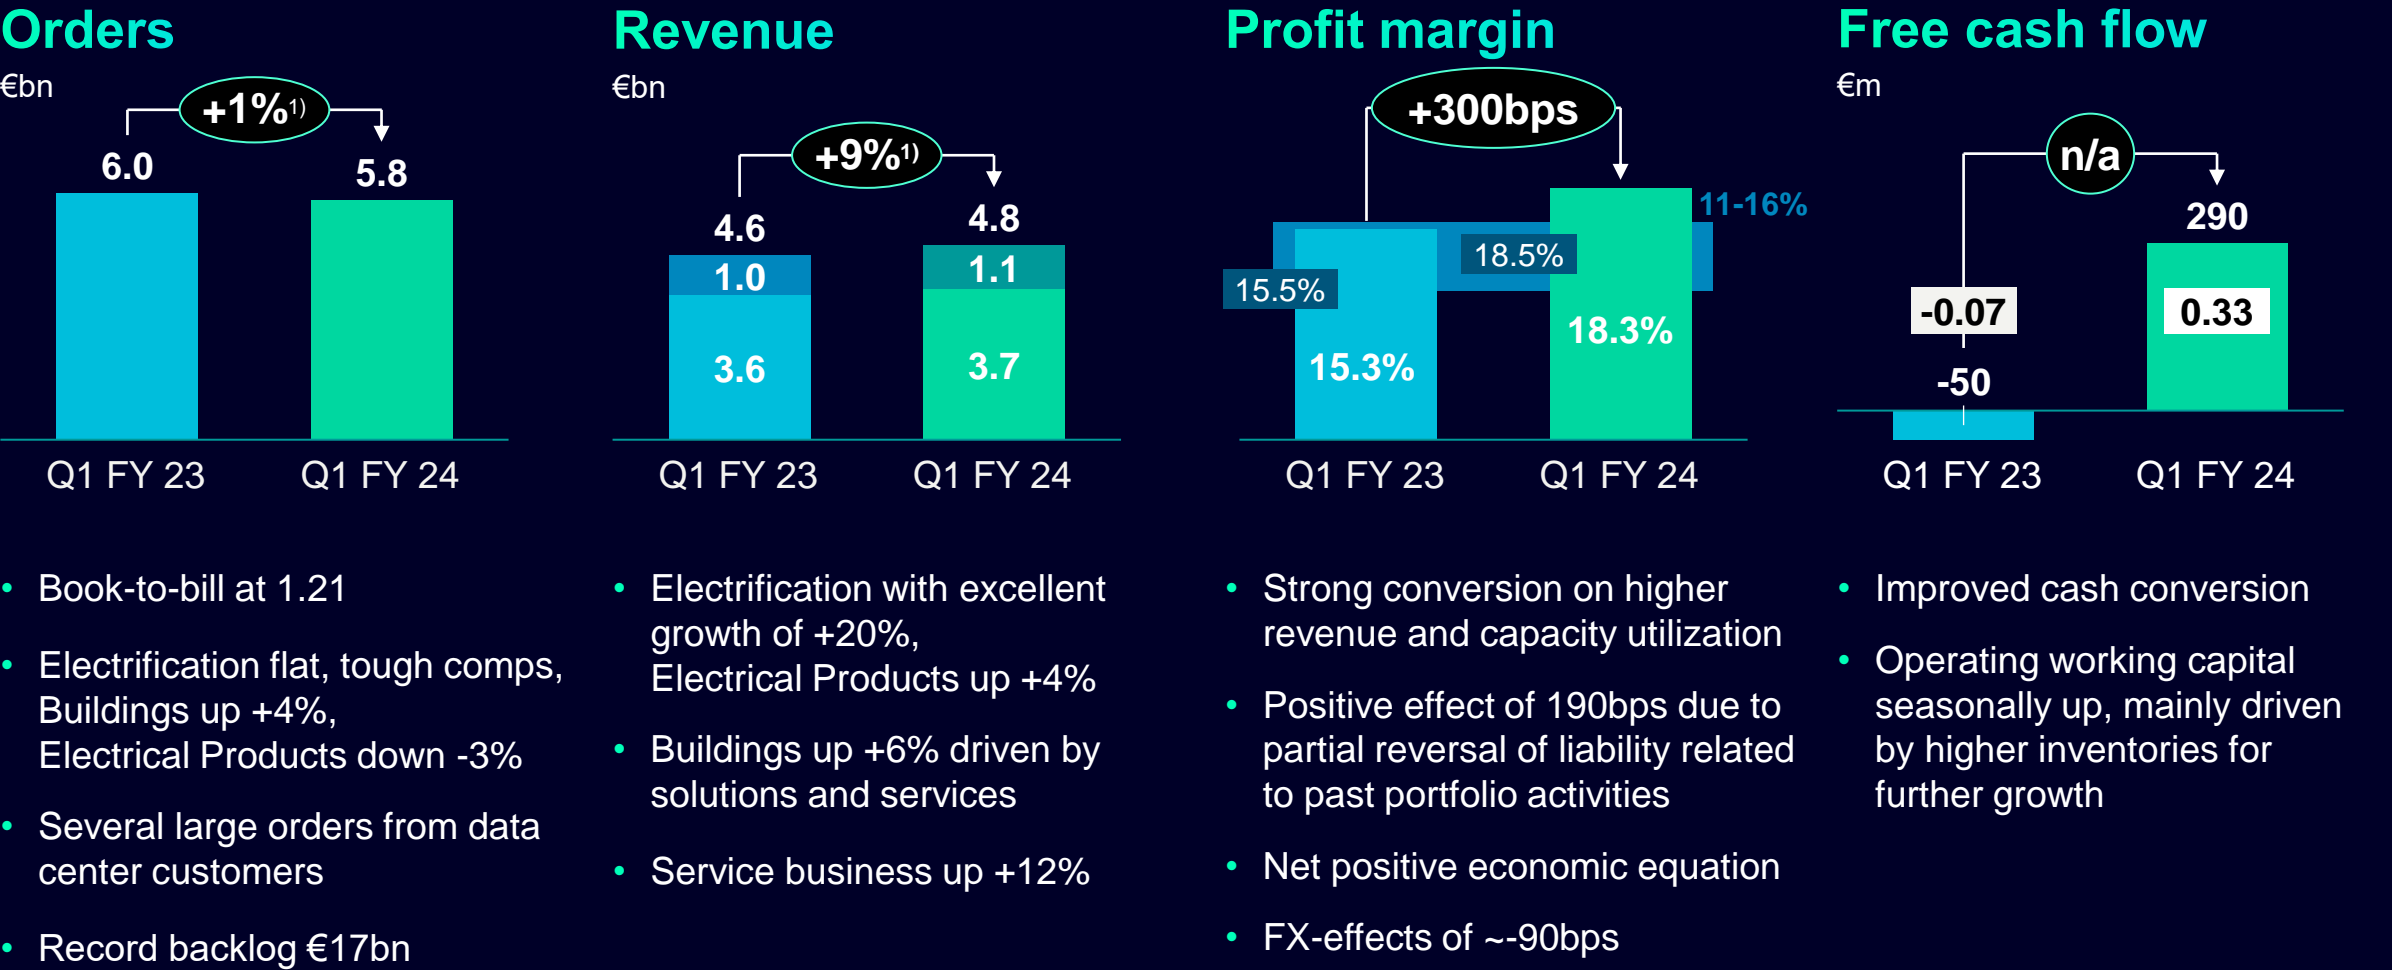 Orders
€bn
+1%1)
6.0
5.8
Q1 FY 23
Q1 FY 24
• Book-to-bill at 1.21
• Electrification flat, tough comps,
Buildings up +4%,
Electrical Products down -3%
• Several large orders from data
center customers
• Record backlog €17bn
Revenue
€bn
+9%1)
4.6
4.8
1.0
1.1
3.6
3.7
Q1 FY 23
Q1 FY 24
• Electrification with excellent
growth of +20%,
Electrical Products up +4%
• Buildings up +6% driven by
solutions and services
• Service business up +12%
Profit margin
+300bps
11-16%
18.5%
15.5%
18.3%
15.3%
Q1 FY 23
Q1 FY 24
• Strong conversion on higher
revenue and capacity utilization
• Positive effect of 190bps due to
partial reversal of liability related
to past portfolio activities
• Net positive economic equation
• FX-effects of ~-90bps
Free cash flow
€m
n/a
290
-0.07
0.33
-50
Q1 FY 23
Q1 FY 24
• Improved cash conversion
• Operating working capital
seasonally up, mainly driven
by higher inventories for
further growth